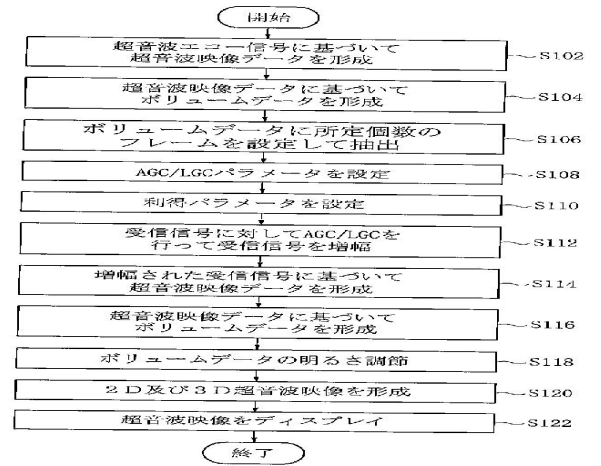 開始
超音波エコー信号に基づいて
超音波映像データを形成
S102
超音波映像データに基づいて
ボリュームデータを形成
S104
ボリュームデータに所定個数の
フレームを設定して抽出
S106
AGC/LGCパラメータを設定
S108
利得パラメータを設定
S110
受信信号に対してAGC/LGCを
行って受信信号を増幅
S112
増幅された受信信号に基づいて
超音波映像データを形成
S114
超音波映像データに基づいて
ボリュームデータを形成
S116
ボリュームデータの明るさ調節
S118
2D及び3D超音波映像を形成
S120
超音波映像をディスプレイ
S122
終了